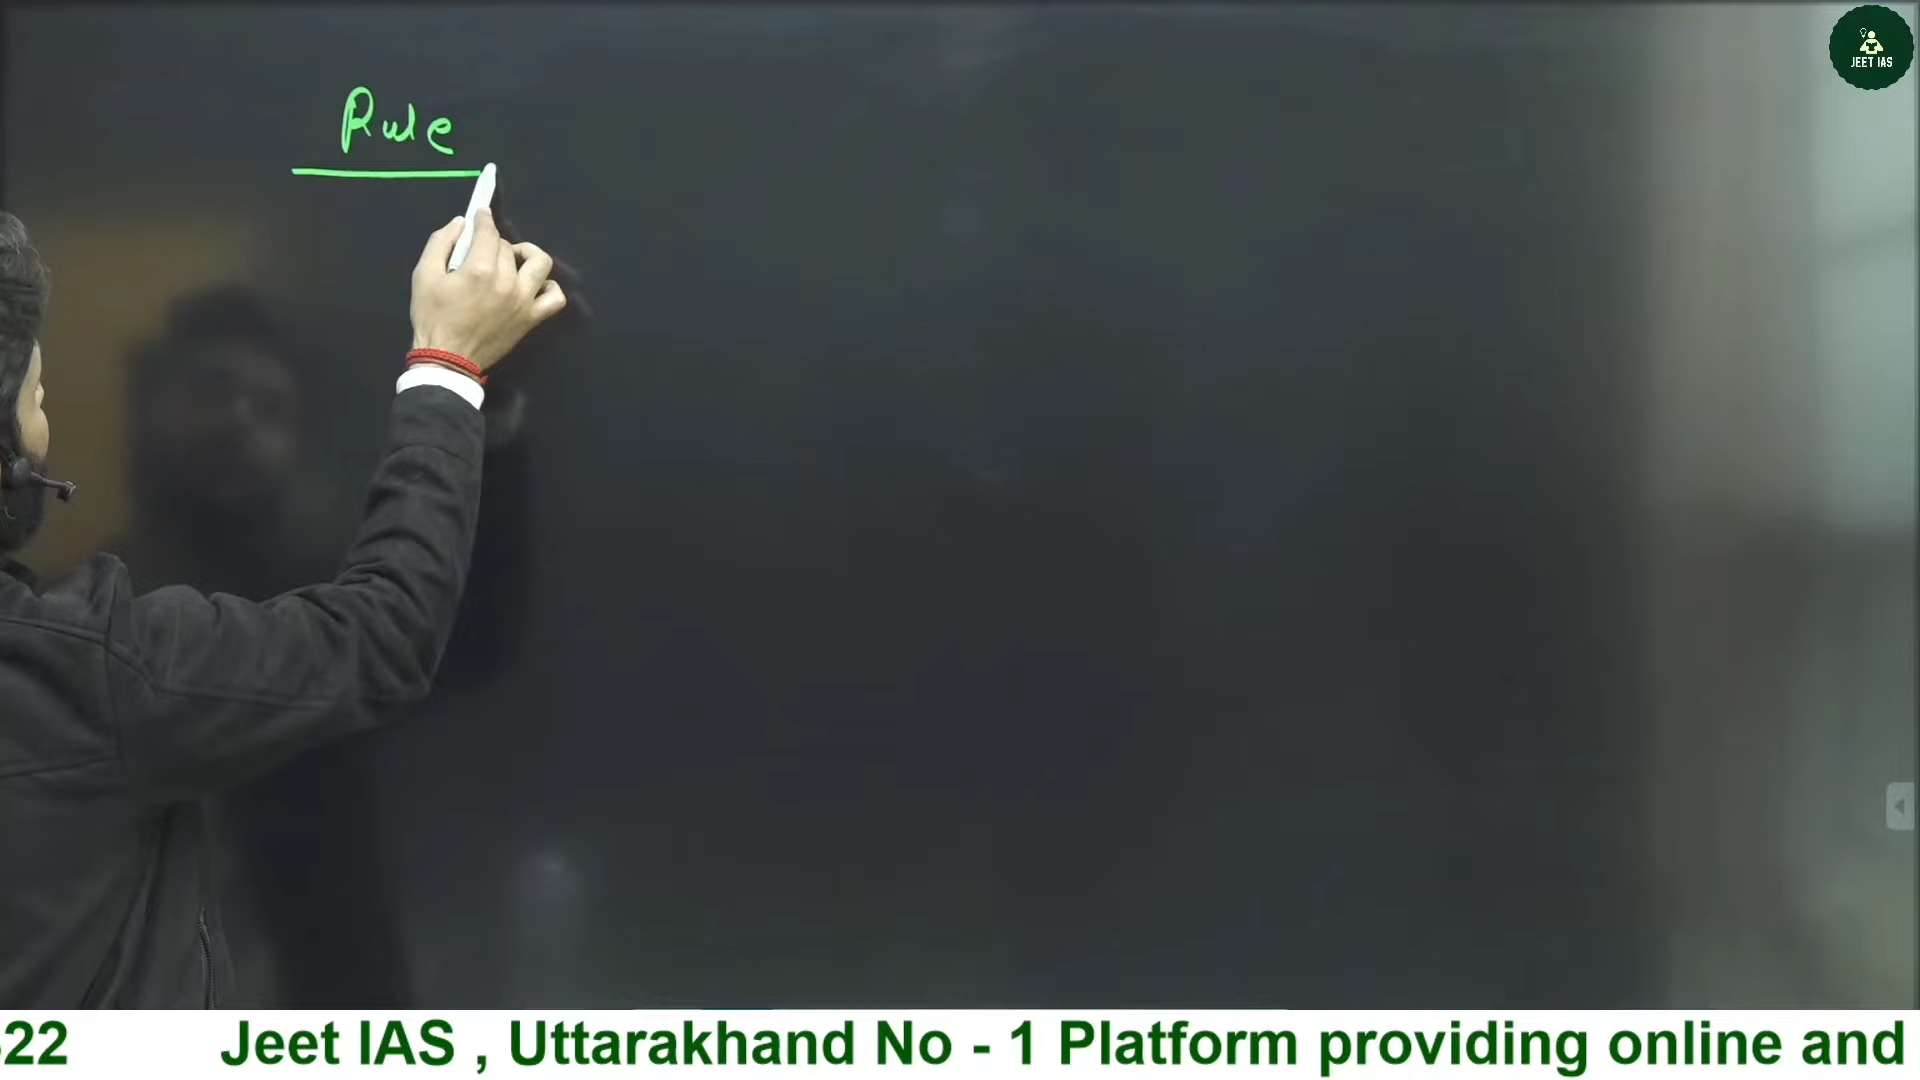 JEET IAS
Rule
22 Jeet IAS , Uttarakhand No - 1 Platform providing online and